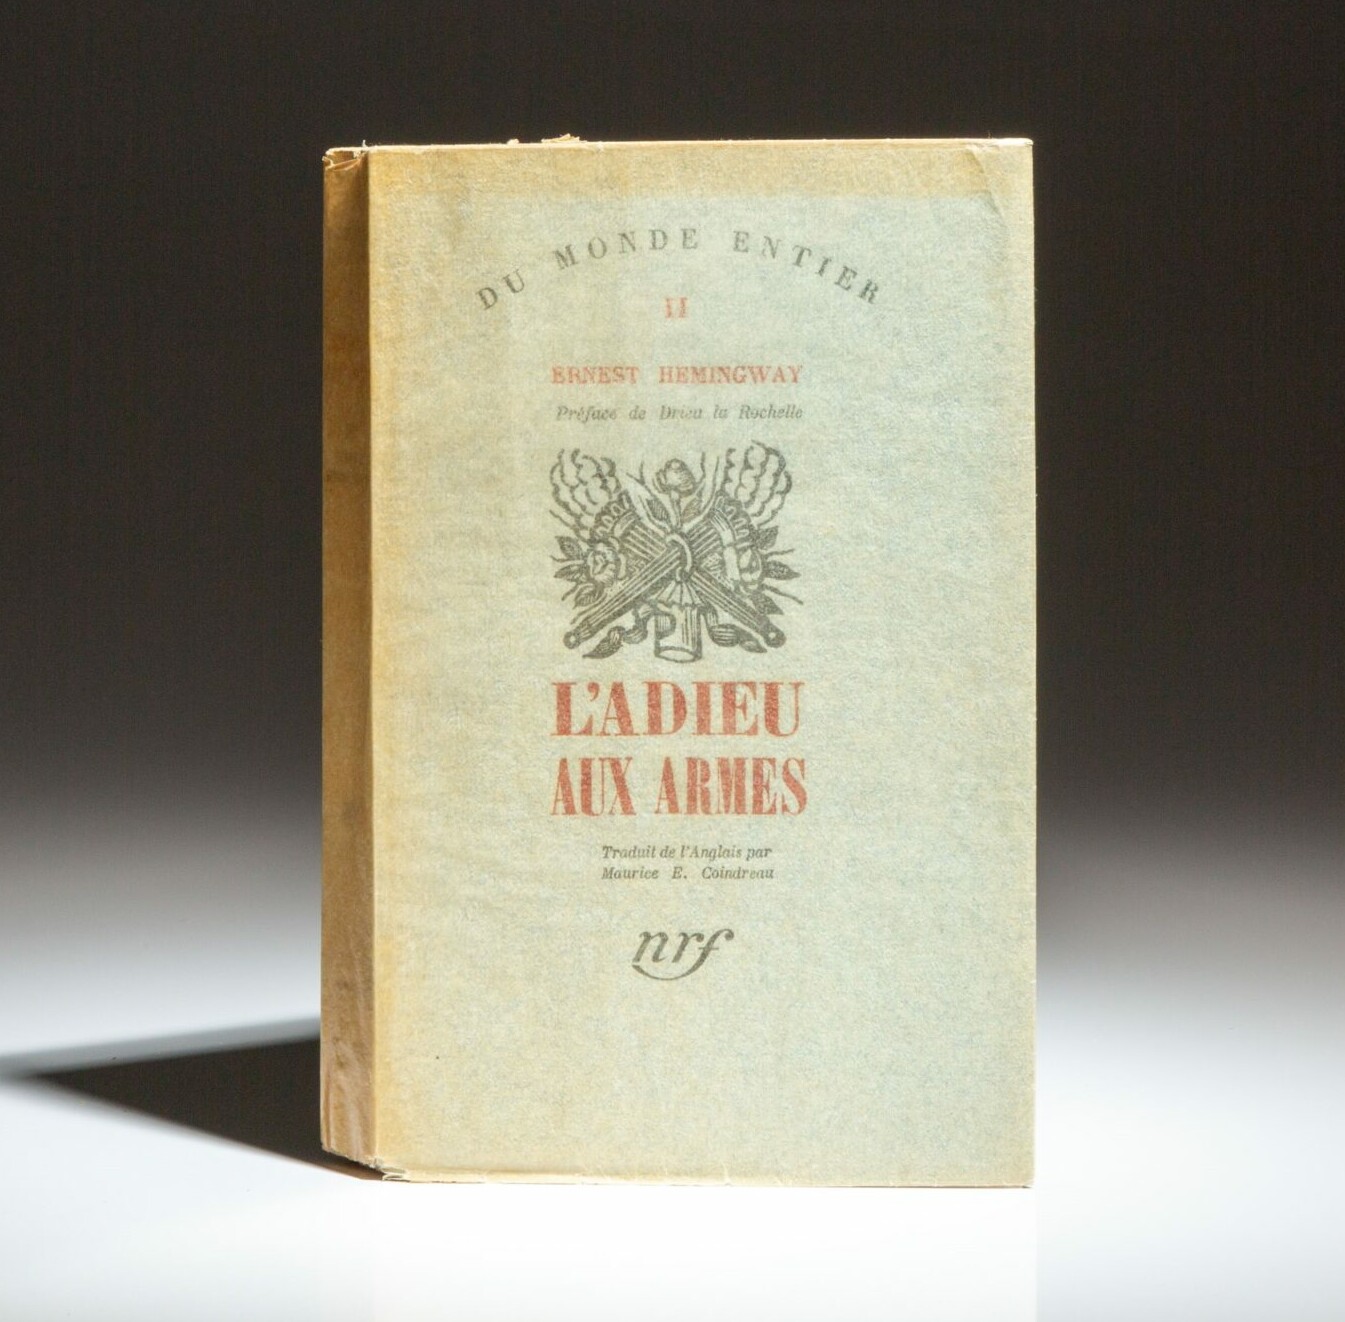 DU MONDE ENTIER
II
ERNEST HEMINGWAY
Préface de Drieu la Rochelle
L'ADIEU
AUX ARMES
Traduit de l'Anglais par
Maurice E. Coindreau
nrf